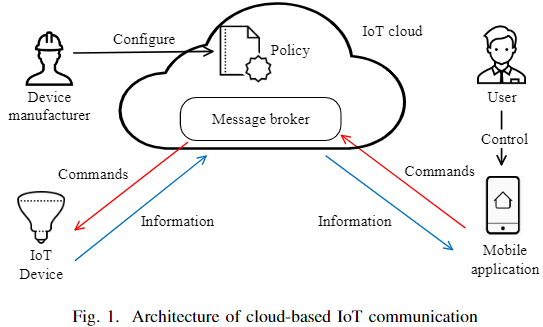 Configure
Policy
IoT cloud
Device
manufacturer
User
Message broker
Control
Commands
Commands
Information
Information
IoT
Device
Mobile
application
Fig. 1. Architecture of cloud-based IoT communication